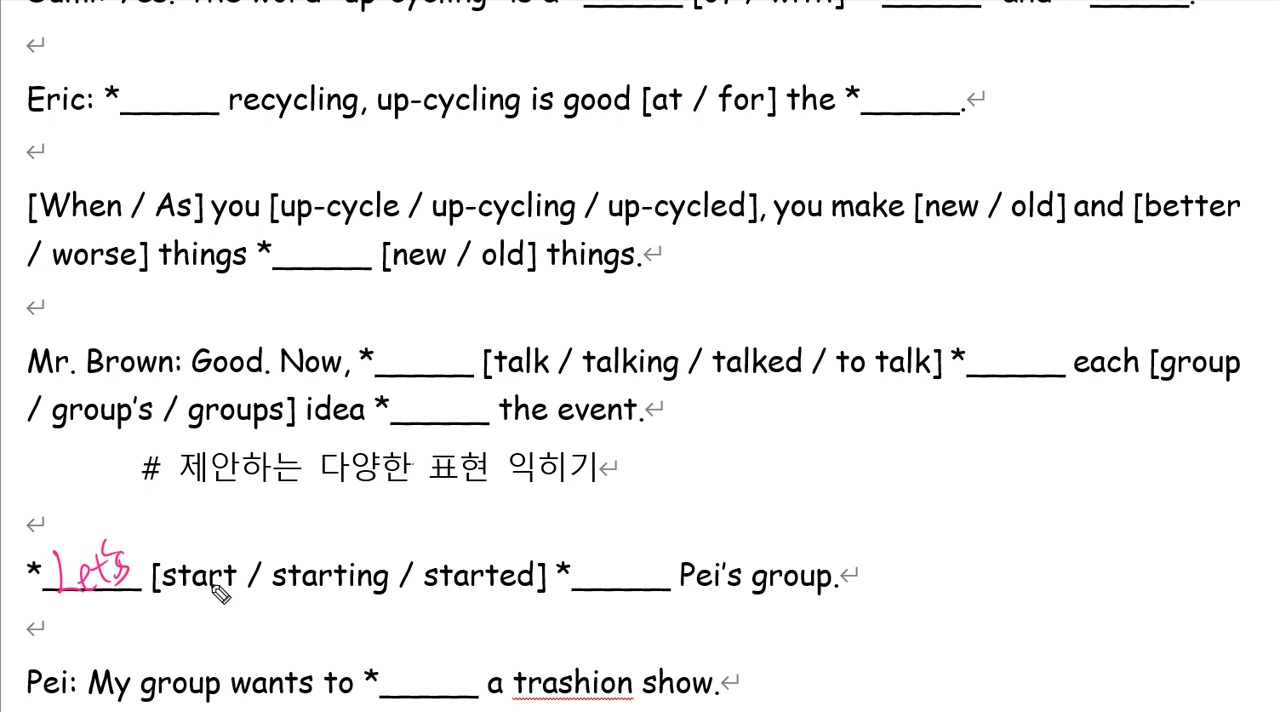 Eric: *______ recycling, up-cycling is good [at / for] the *______.
[When / As] you [up-cycle / up-cycling / up-cycled], you make [new / old] and [better
/ worse] things *______ [new / old] things.
Mr. Brown: Good. Now, *______ [talk / talking / talked / to talk] *______ each [group
/ group's / groups] idea *______ the event.
# 제안하는 다양한 표현 익히기
*Let's [start / starting / started] *______ Pei's group.
Pei: My group wants to *______ a trashion show.